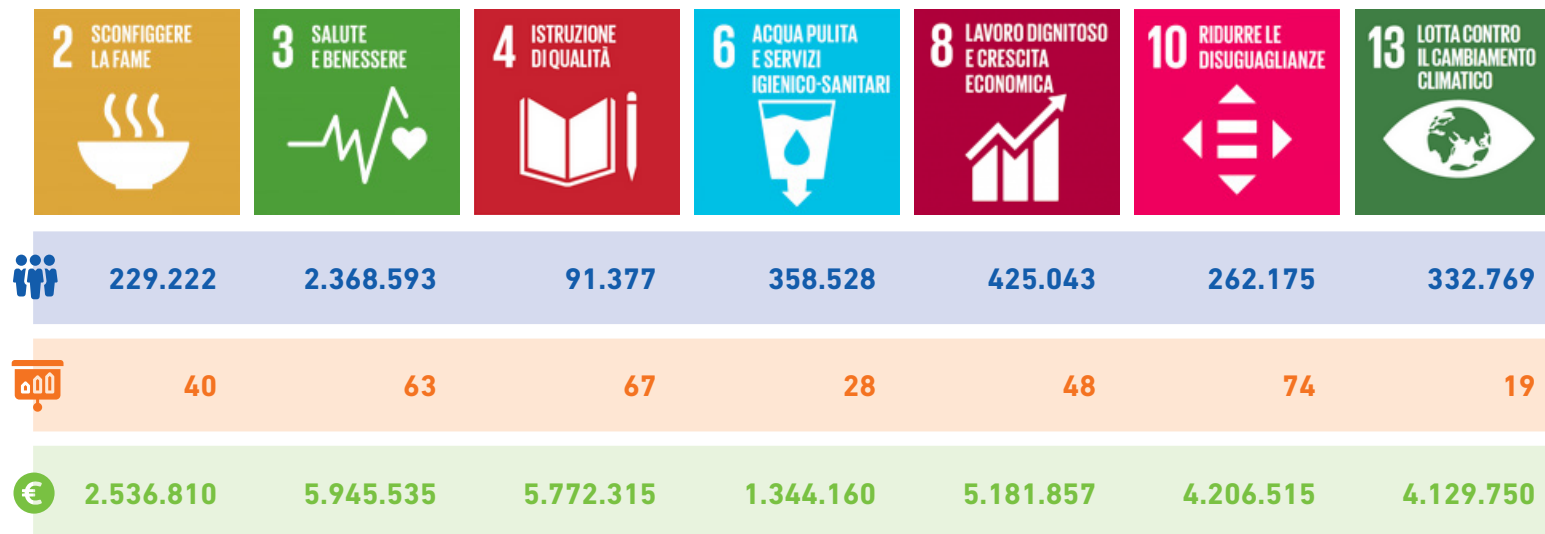 2 SCONFIGGERE
LA FAME
3 SALUTE
E BENESSERE
4 ISTRUZIONE
DI QUALITÀ
6 ACQUA PULITA
E SERVIZI
IGIENICO-SANITARI
8 LAVORO DIGNITOSO
E CRESCITA
ECONOMICA
10 RIDURRE LE
DISUGUAGLIANZE
13 LOTTA CONTRO
IL CAMBIAMENTO
CLIMATICO
229.222 2.368.593 91.377 358.528 425.043 262.175 332.769
40 63 67 28 48 74 19
€ 2.536.810 5.945.535 5.772.315 1.344.160 5.181.857 4.206.515 4.129.750